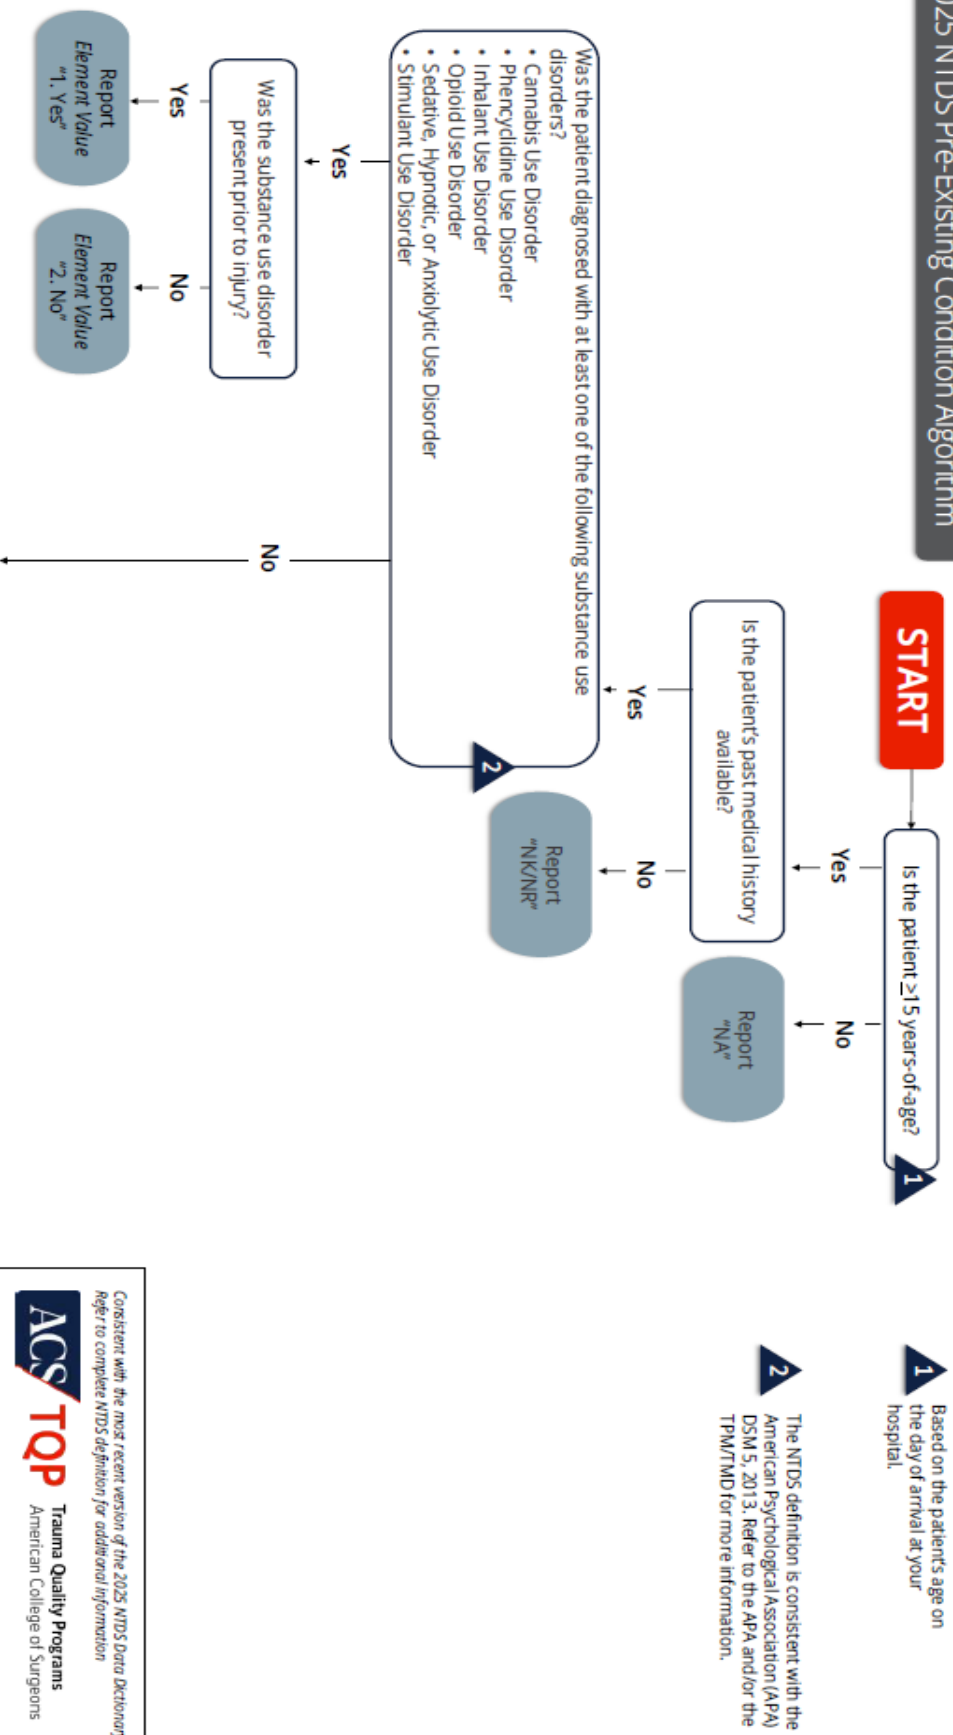 025 NTDS Pre-Existing Condition Algorithm
START
Is the patient ≥15 years-of-age?
1
Yes
No
Is the patient's past medical history
available?
Report
"NA"
Yes
No
Report
"NK/NR"
Was the patient diagnosed with at least one of the following substance use
disorders?
• Cannabis Use Disorder
• Phencyclidine Use Disorder
• Inhalant Use Disorder
• Opioid Use Disorder
• Sedative, Hypnotic, or Anxiolytic Use Disorder
• Stimulant Use Disorder
2
Yes
No
Was the substance use disorder
present prior to injury?
Yes
No
Report
Element Value
"1. Yes"
Report
Element Value
"2. No"
1
Based on the patient's age on
the day of arrival at your
hospital.
2
The NTDS definition is consistent with the
American Psychological Association (APA)
DSM 5, 2013. Refer to the APA and/or the
TPM/TMD for more information.
Consistent with the most recent version of the 2025 NTDS Data Dictionary
Refer to complete NTDS definition for additional information
ACS TQP
Trauma Quality Programs
American College of Surgeons